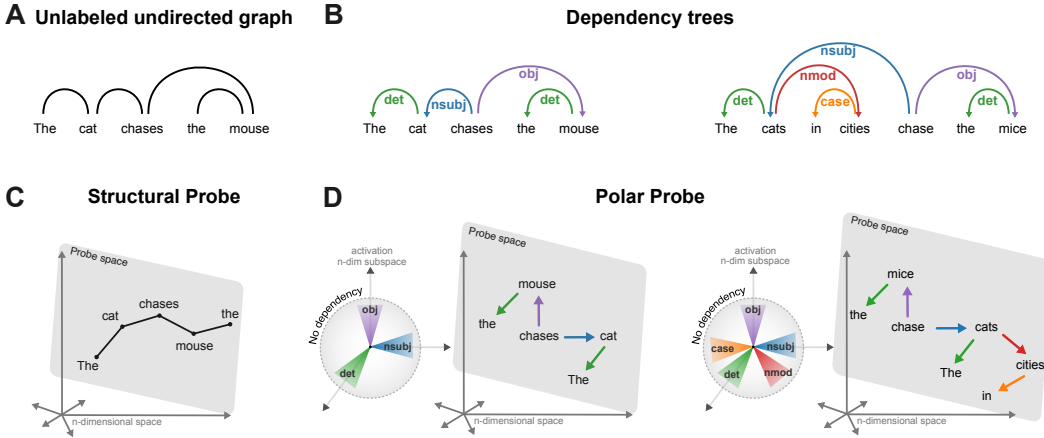 A Unlabeled undirected graph
The cat chases the mouse
B Dependency trees
det nsubj obj det
The cat chases the mouse
det nsubj nmod case obj det
The cats in cities chase the mice
C Structural Probe
Probe space
The cat chases mouse the
n-dimensional space
D Polar Probe
activation
n-dim subspace
No dependency
obj
nsubj
det
Probe space
mouse
the
chases cat
The
n-dimensional space
activation
n-dim subspace
No dependency
obj
case nsubj
det nmod
Probe space
mice
the
chase cats
The cities
in
n-dimensional space